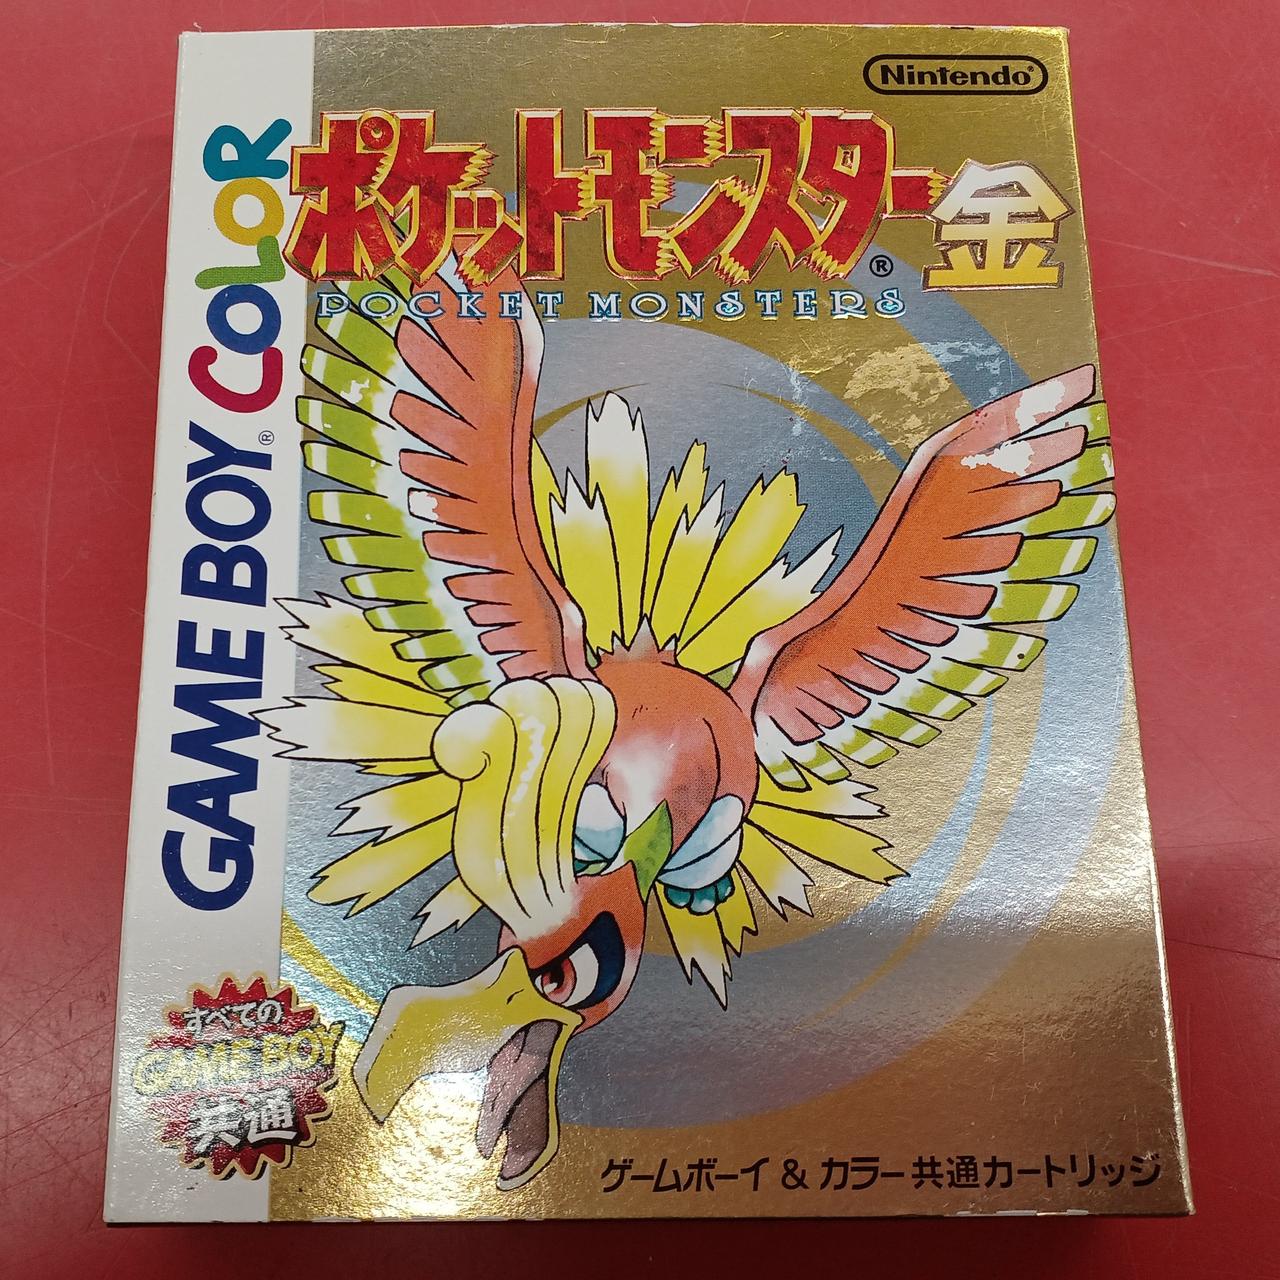 Nintendo®
ポケットモンスター金
®
POCKET MONSTERS
GAME BOY COLOR
®
すべての
GAME BOY
共通
ゲームボーイ & カラー共通カートリッジ